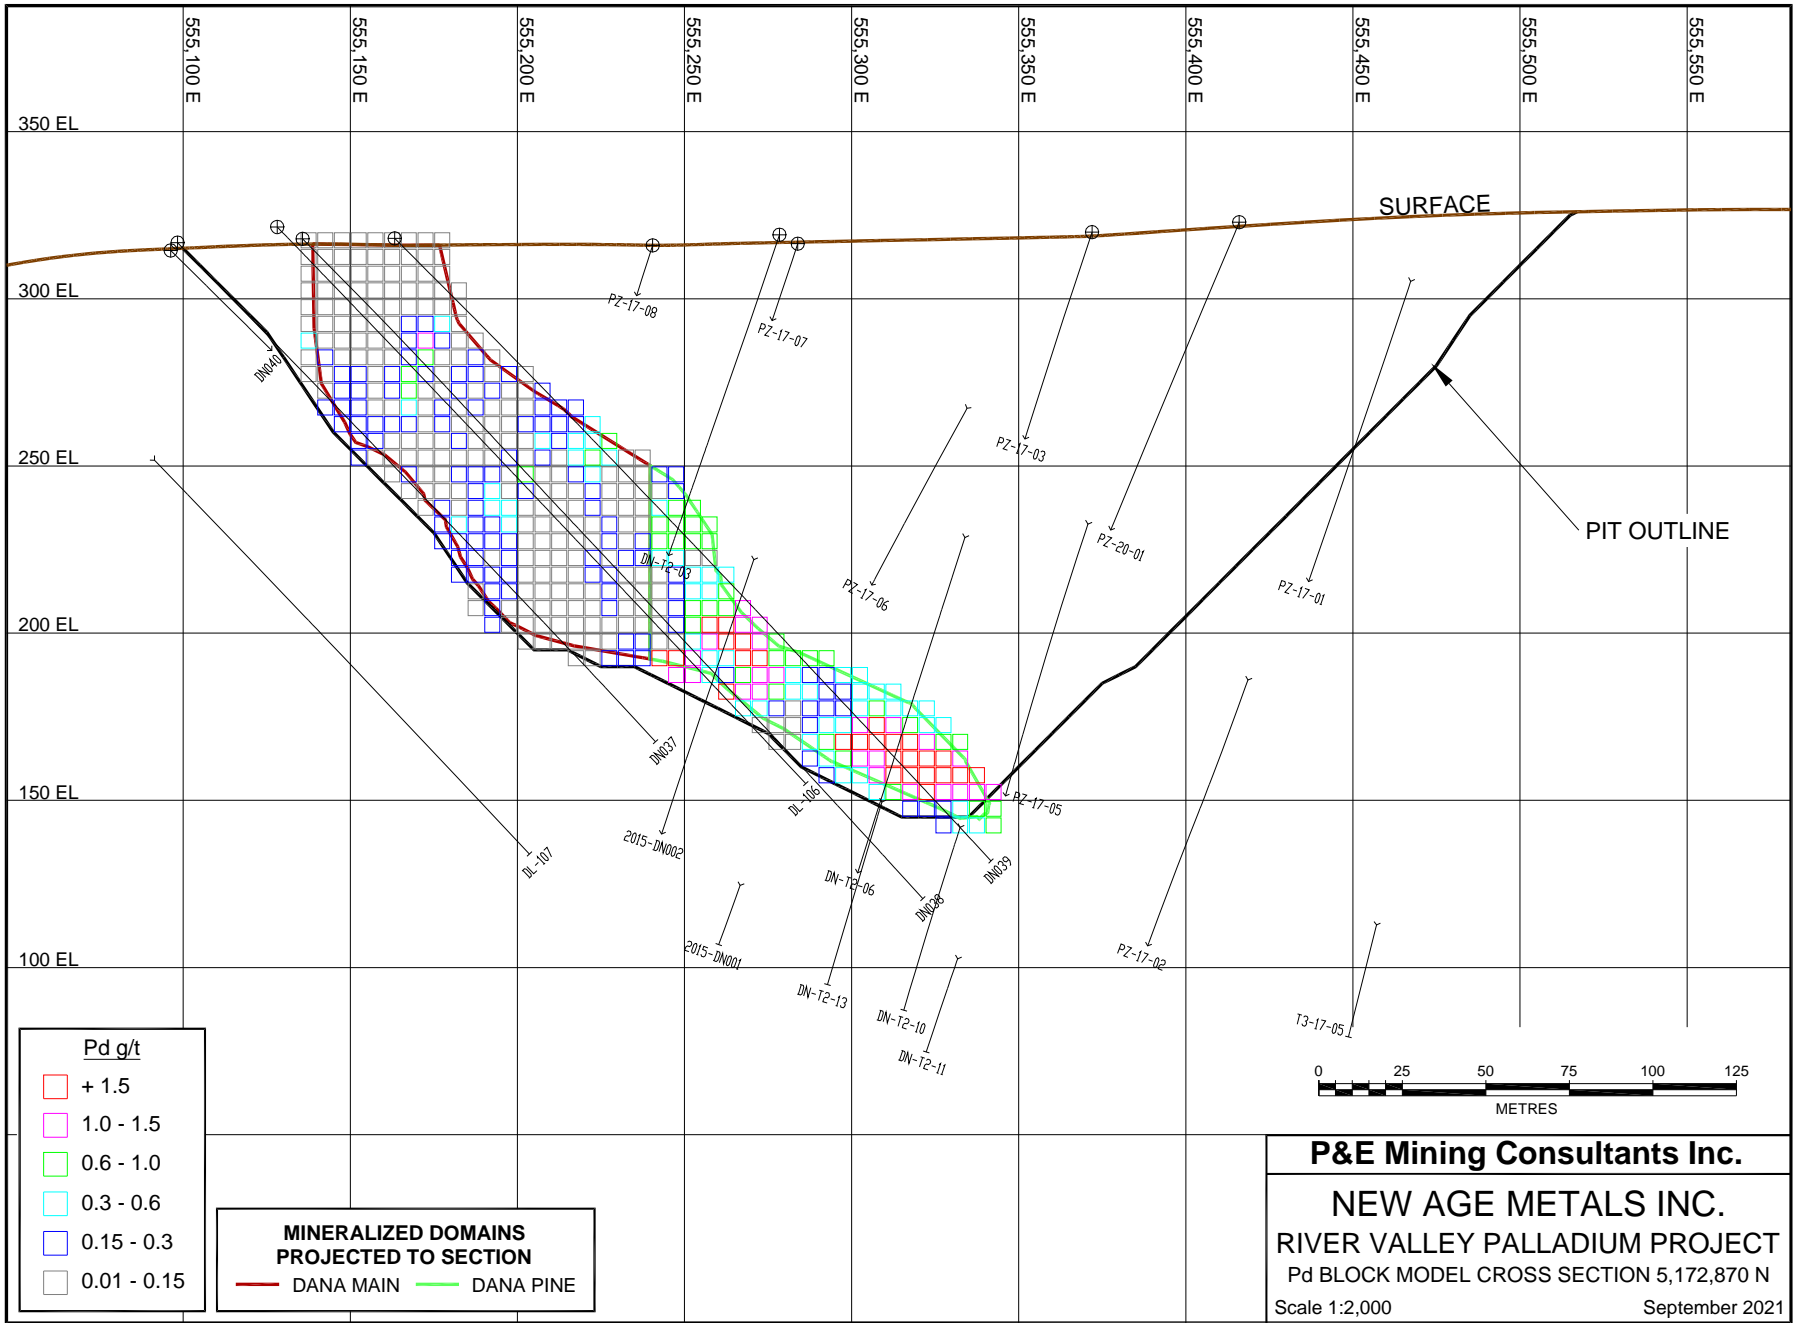 555,100 E
555,150 E
555,200 E
555,250 E
555,300 E
555,350 E
555,400 E
555,450 E
555,500 E
555,550 E
350 EL
300 EL
250 EL
200 EL
150 EL
100 EL
SURFACE
PIT OUTLINE
PZ-17-08
PZ-17-07
DN040
PZ-17-03
PZ-20-01
PZ-17-01
DN-T2-03
PZ-17-06
DN037
DL-106
PZ-17-05
2015-DN002
DL-107
DN-T2-06
DN039
DN038
2015-DN001
PZ-17-02
DN-T2-13
DN-T2-10
DN-T2-11
T3-17-05
Pd g/t
+ 1.5
1.0 - 1.5
0.6 - 1.0
0.3 - 0.6
0.15 - 0.3
0.01 - 0.15
MINERALIZED DOMAINS
PROJECTED TO SECTION
DANA MAIN DANA PINE
0 25 50 75 100 125
METRES
P&E Mining Consultants Inc.
NEW AGE METALS INC.
RIVER VALLEY PALLADIUM PROJECT
Pd BLOCK MODEL CROSS SECTION 5,172,870 N
Scale 1:2,000 September 2021